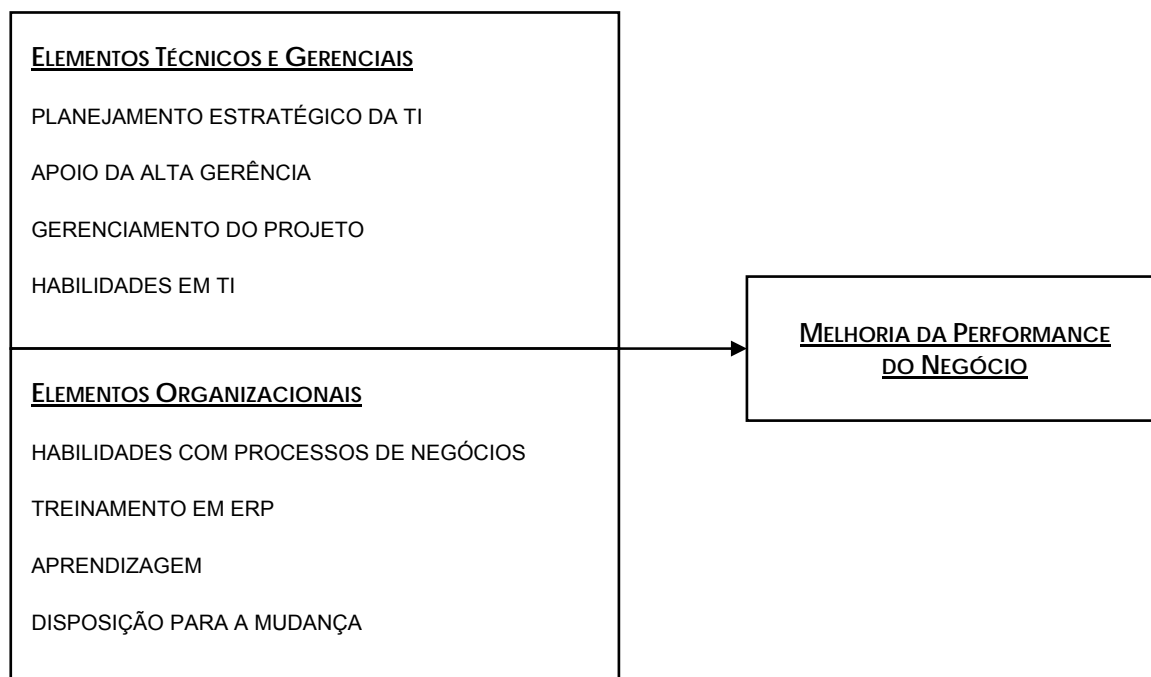 ELEMENTOS TÉCNICOS E GERENCIAIS
PLANEJAMENTO ESTRATÉGICO DA TI
APOIO DA ALTA GERÊNCIA
GERENCIAMENTO DO PROJETO
HABILIDADES EM TI
ELEMENTOS ORGANIZACIONAIS
HABILIDADES COM PROCESSOS DE NEGÓCIOS
TREINAMENTO EM ERP
APRENDIZAGEM
DISPOSIÇÃO PARA A MUDANÇA
MELHORIA DA PERFORMANCE
DO NEGÓCIO